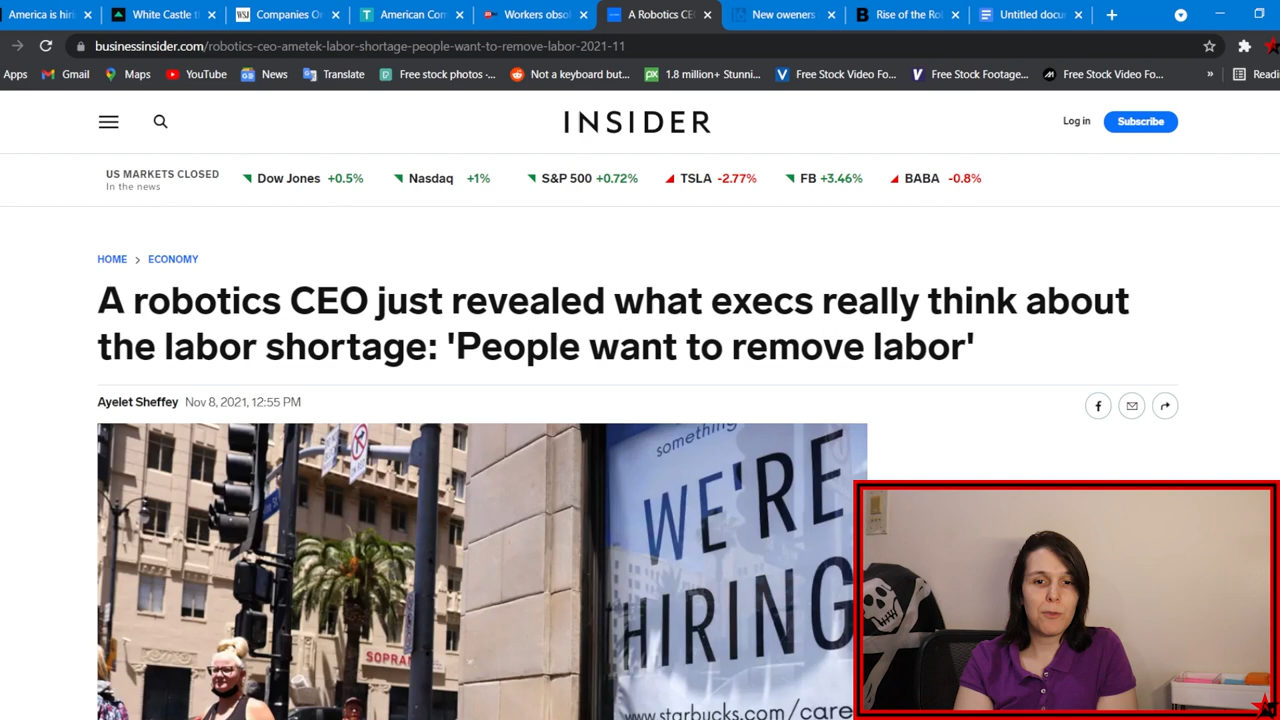 America is hiri
White Castle t
Companies O
American Com
Workers obsol
A Robotics CE
New oweners
Rise of the Ro
Untitled docu
businessinsider.com/robotics-ceo-ametek-labor-shortage-people-want-to-remove-labor-2021-11
Apps
Gmail
Maps
YouTube
News
Translate
Free stock photos -...
Not a keyboard but...
1.8 million+ Stunni...
Free Stock Video Fo...
Free Stock Footage...
Free Stock Video Fo...
»
Readi
INSIDER
Log in
Subscribe
US MARKETS CLOSED
In the news
Dow Jones +0.5%
Nasdaq +1%
S&P 500 +0.72%
TSLA -2.77%
FB +3.46%
BABA -0.8%
HOME > ECONOMY
A robotics CEO just revealed what execs really think about
the labor shortage: 'People want to remove labor'
Ayelet Sheffey Nov 8, 2021, 12:55 PM
something
WE'RE
HIRING
www.starbucks.com/care
SOPRA